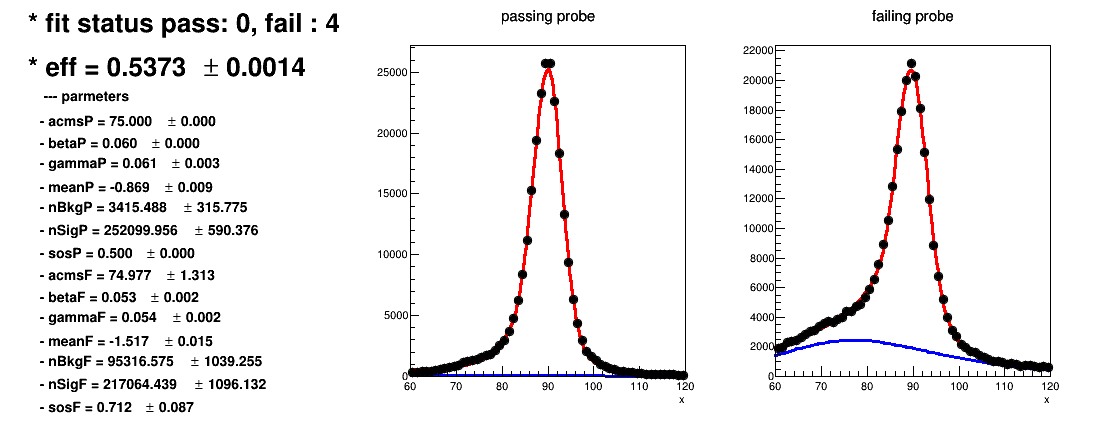 * fit status pass: 0, fail : 4
* eff = 0.5373 ± 0.0014
--- parmeters
- acmsP = 75.000 ± 0.000
- betaP = 0.060 ± 0.000
- gammaP = 0.061 ± 0.003
- meanP = -0.869 ± 0.009
- nBkgP = 3415.488 ± 315.775
- nSigP = 252099.956 ± 590.376
- sosP = 0.500 ± 0.000
- acmsF = 74.977 ± 1.313
- betaF = 0.053 ± 0.002
- gammaF = 0.054 ± 0.002
- meanF = -1.517 ± 0.015
- nBkgF = 95316.575 ± 1039.255
- nSigF = 217064.439 ± 1096.132
- sosF = 0.712 ± 0.087
passing probe
25000
20000
15000
10000
5000
0
60 70 80 90 100 110 120
x
failing probe
22000
20000
18000
16000
14000
12000
10000
8000
6000
4000
2000
0
60 70 80 90 100 110 120
x